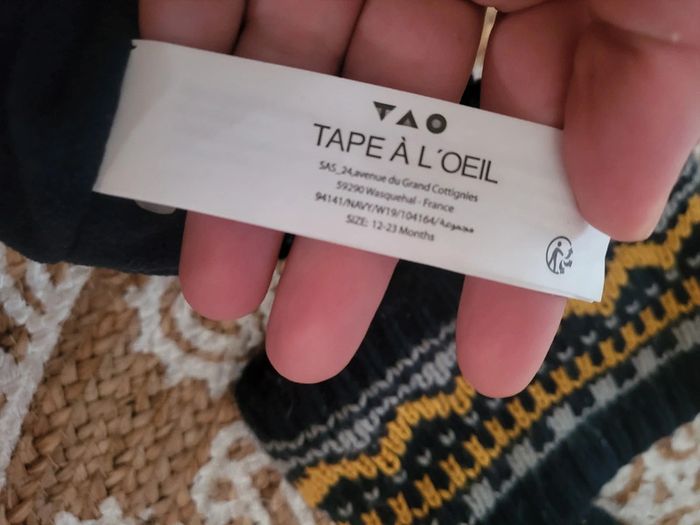 TAO
TAPE À L'OEIL
SAS_24,avenue du Grand Cottignies
59290 Wasquehal - France
94141/NAVY/W19/104164/
SIZE: 12-23 Months